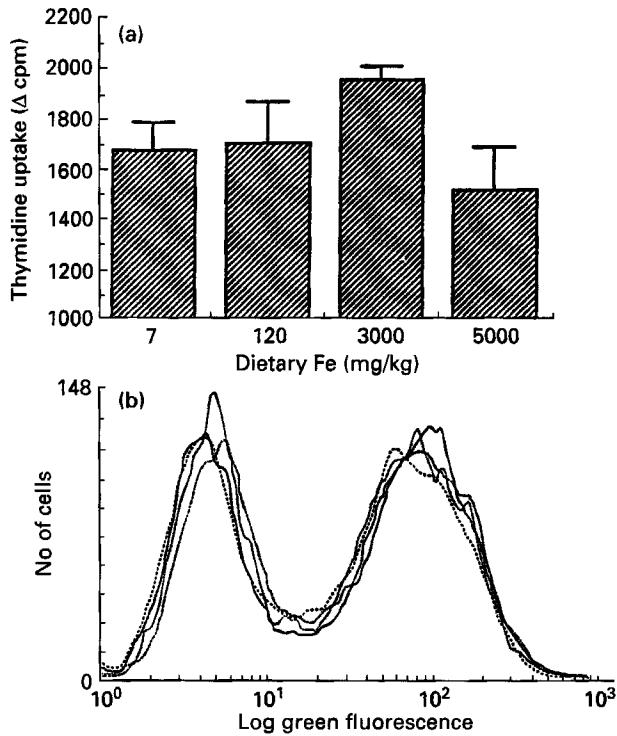 (a)
Thymidine uptake (Δ cpm)
2200
2000
1800
1600
1400
1200
1000
7 120 3000 5000
Dietary Fe (mg/kg)
(b)
No of cells
148
0
10⁰ 10¹ 10² 10³
Log green fluorescence